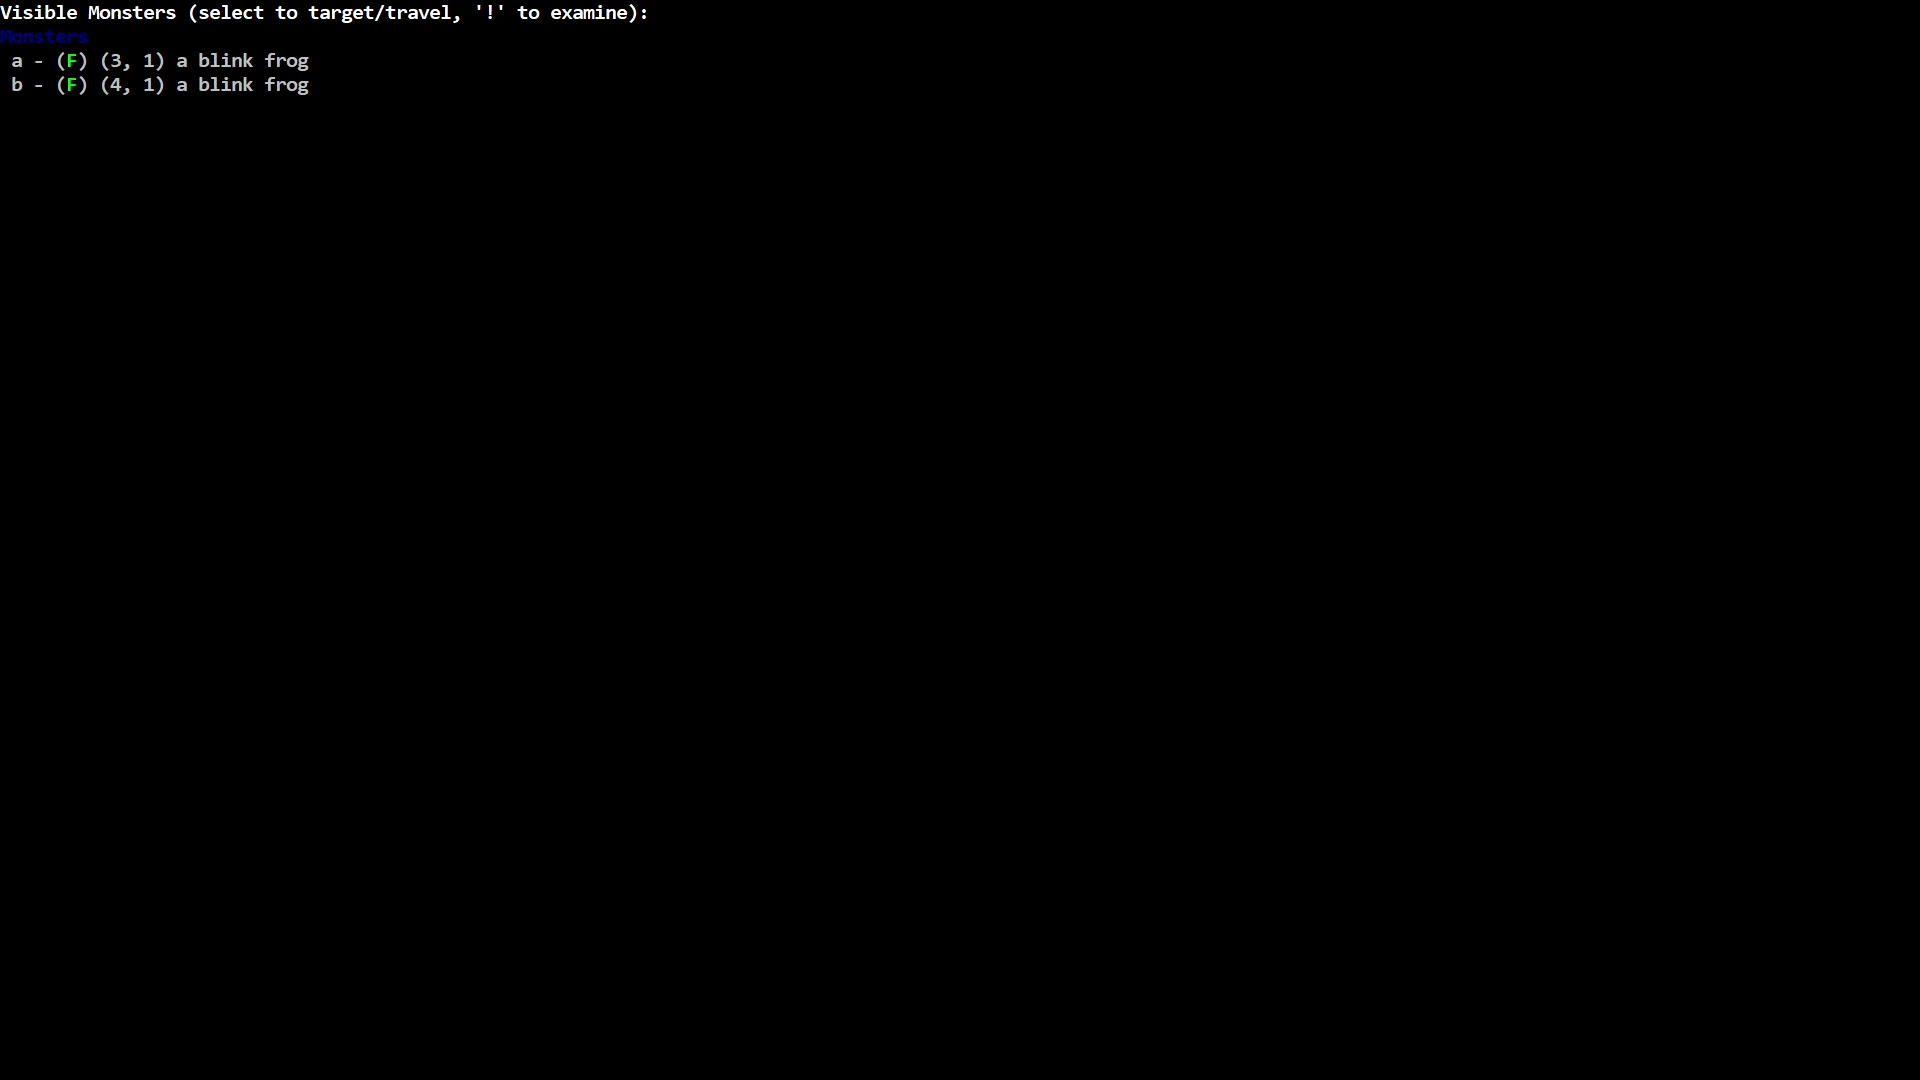 Visible Monsters (select to target/travel, '!' to examine):
Monsters
a - (F) (3, 1) a blink frog
b - (F) (4, 1) a blink frog